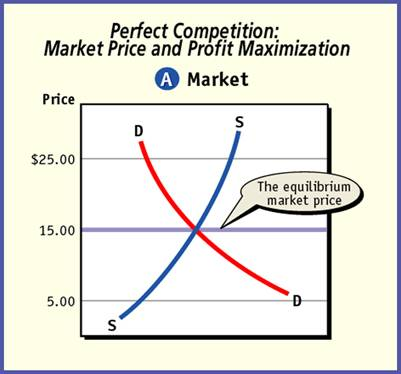 Perfect Competition:
Market Price and Profit Maximization
A Market
Price
D
S
$25.00
The equilibrium
market price
15.00
5.00
D
S